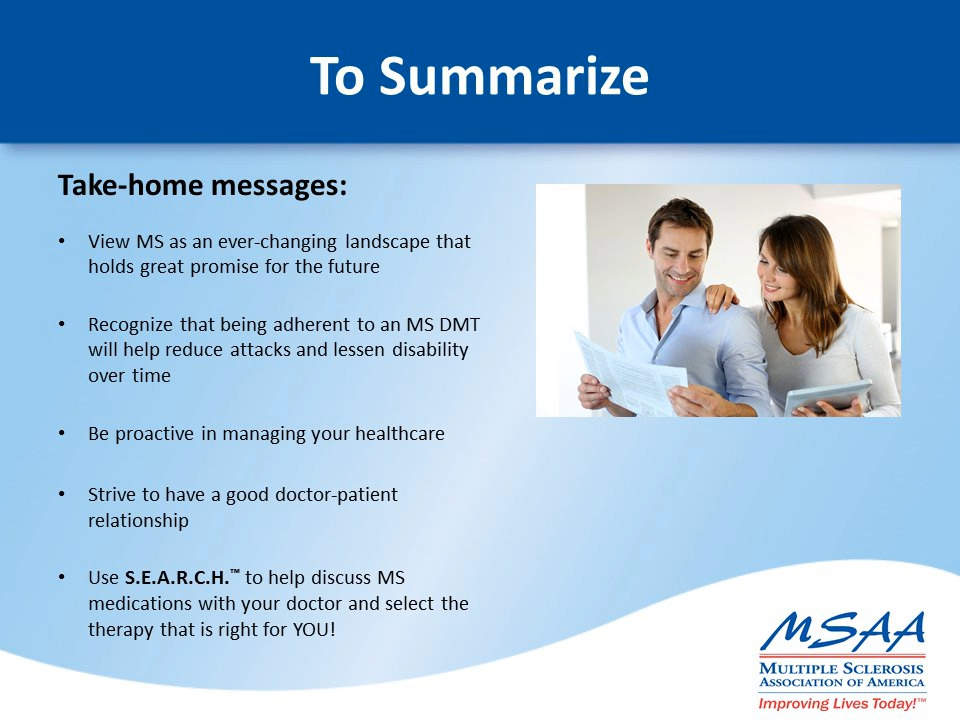 To Summarize
Take-home messages:
• View MS as an ever-changing landscape that
holds great promise for the future
• Recognize that being adherent to an MS DMT
will help reduce attacks and lessen disability
over time
• Be proactive in managing your healthcare
• Strive to have a good doctor-patient
relationship
• Use S.E.A.R.C.H.™ to help discuss MS
medications with your doctor and select the
therapy that is right for YOU!
MSAA
MULTIPLE SCLEROSIS
ASSOCIATION OF AMERICA
Improving Lives Today!™